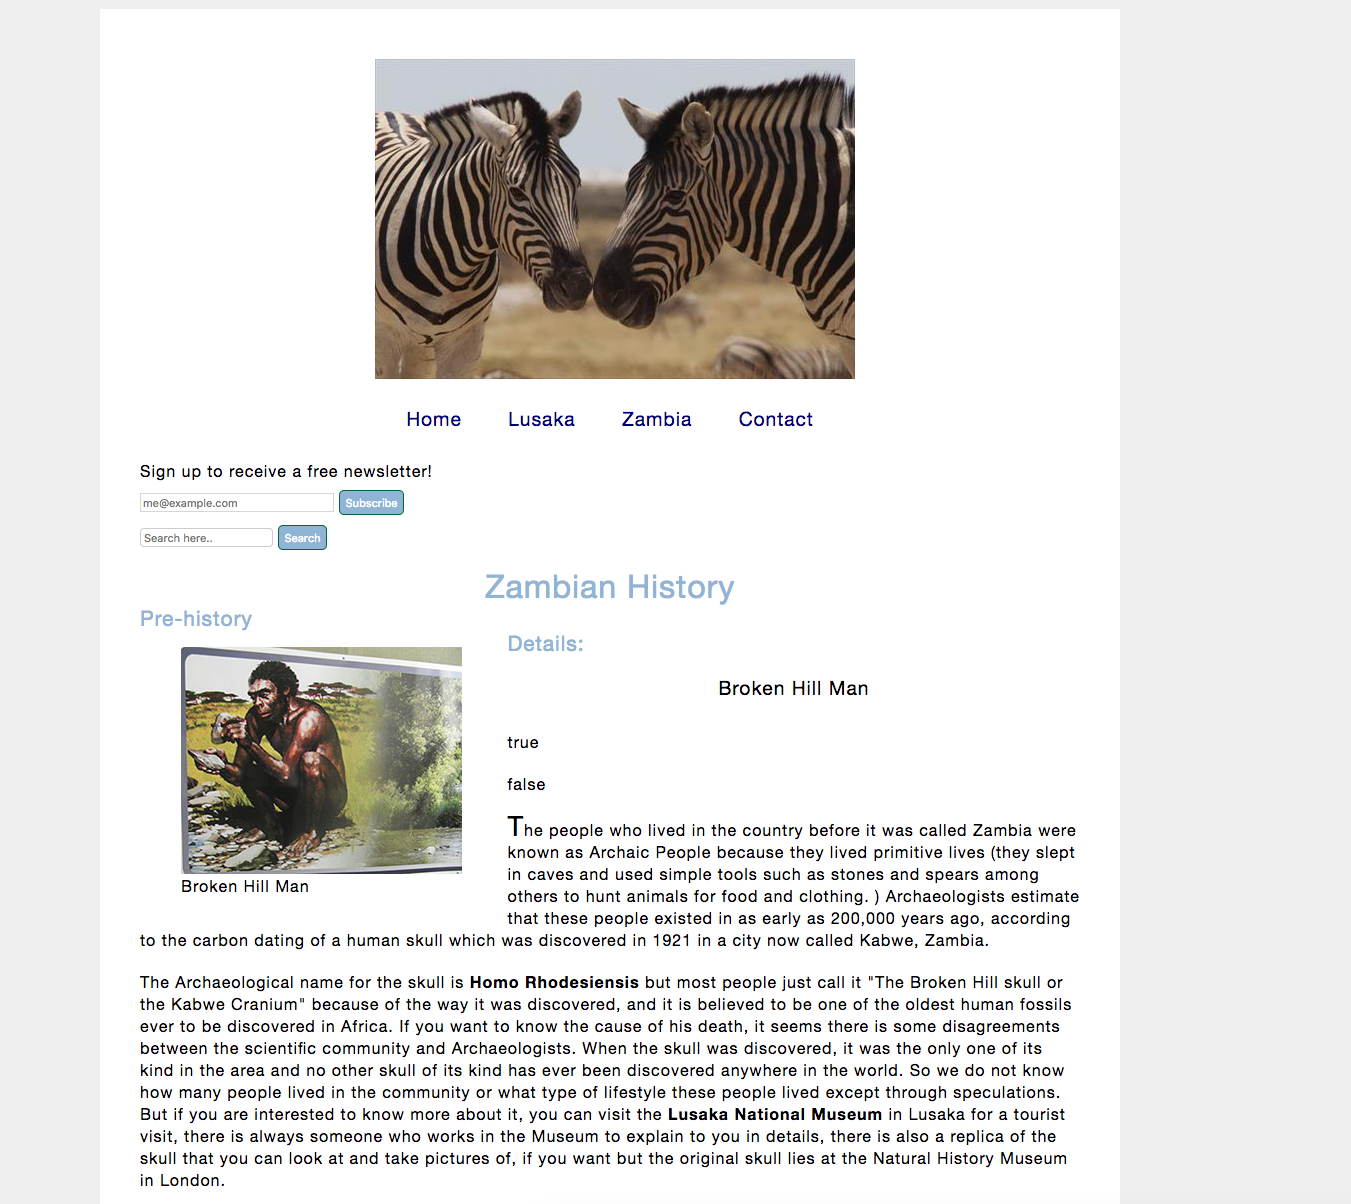 Home Lusaka Zambia Contact
Sign up to receive a free newsletter!
me@example.com Subscribe
Search here.. Search
Zambian History
Pre-history
Broken Hill Man
Details:
Broken Hill Man
true
false
The people who lived in the country before it was called Zambia were
known as Archaic People because they lived primitive lives (they slept
in caves and used simple tools such as stones and spears among
others to hunt animals for food and clothing. ) Archaeologists estimate
that these people existed in as early as 200,000 years ago, according
to the carbon dating of a human skull which was discovered in 1921 in a city now called Kabwe, Zambia.
The Archaeological name for the skull is Homo Rhodesiensis but most people just call it "The Broken Hill skull or
the Kabwe Cranium" because of the way it was discovered, and it is believed to be one of the oldest human fossils
ever to be discovered in Africa. If you want to know the cause of his death, it seems there is some disagreements
between the scientific community and Archaeologists. When the skull was discovered, it was the only one of its
kind in the area and no other skull of its kind has ever been discovered anywhere in the world. So we do not know
how many people lived in the community or what type of lifestyle these people lived except through speculations.
But if you are interested to know more about it, you can visit the Lusaka National Museum in Lusaka for a tourist
visit, there is always someone who works in the Museum to explain to you in details, there is also a replica of the
skull that you can look at and take pictures of, if you want but the original skull lies at the Natural History Museum
in London.